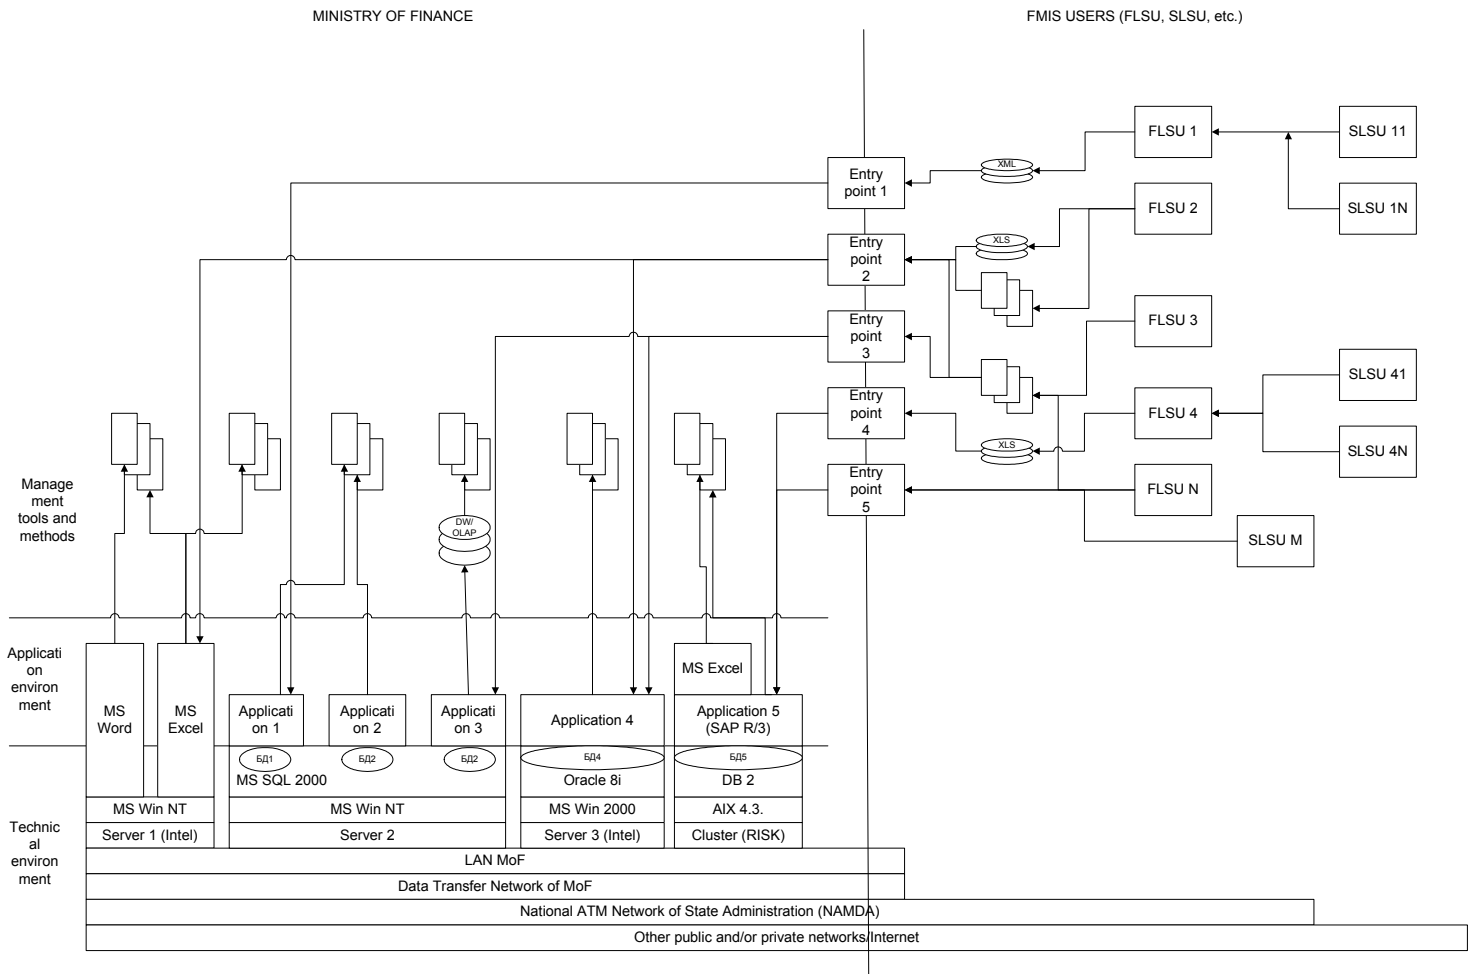 MINISTRY OF FINANCE
FMIS USERS (FLSU, SLSU, etc.)
FLSU 1
SLSU 11
XML
Entry
point 1
FLSU 2
SLSU 1N
XLS
Entry
point
2
FLSU 3
Entry
point
3
SLSU 41
FLSU 4
Entry
point
4
XLS
SLSU 4N
Entry
point
5
FLSU N
SLSU M
Manage
ment
tools and
methods
DW/
OLAP
Applicati
on
environ
ment
MS
Word
MS
Excel
Applicati
on 1
Applicati
on 2
Applicati
on 3
Application 4
MS Excel
Application 5
(SAP R/3)
БД1
БД2
БД2
БД4
БД5
MS SQL 2000
Oracle 8i
DB 2
MS Win NT
MS Win NT
MS Win 2000
AIX 4.3.
Technic
al
environ
ment
Server 1 (Intel)
Server 2
Server 3 (Intel)
Cluster (RISK)
LAN MoF
Data Transfer Network of MoF
National ATM Network of State Administration (NAMDA)
Other public and/or private networks/Internet